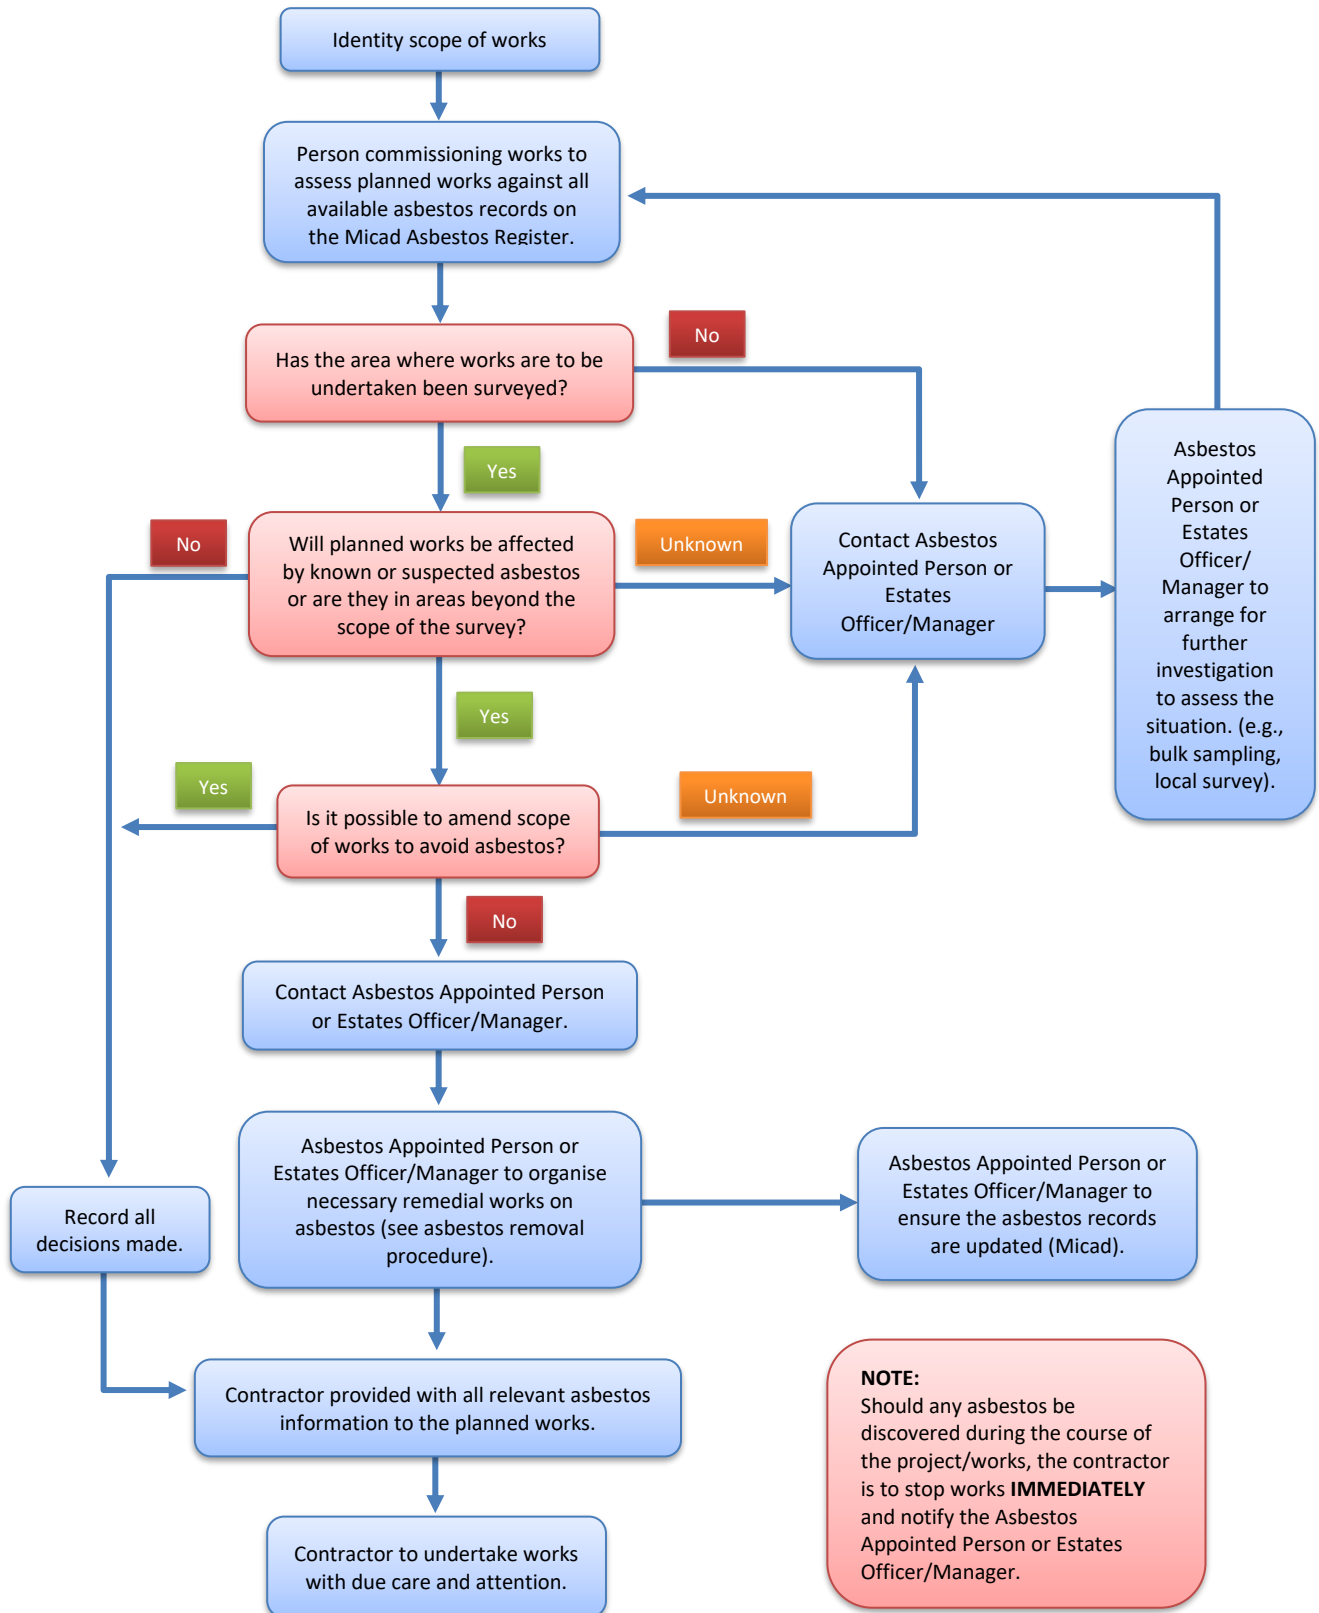 Identity scope of works
Person commissioning works to
assess planned works against all
available asbestos records on
the Micad Asbestos Register.
No
Has the area where works are to be
undertaken been surveyed?
Yes
No
Will planned works be affected
by known or suspected asbestos
or are they in areas beyond the
scope of the survey?
Unknown
Contact Asbestos
Appointed Person or
Estates
Officer/Manager
Asbestos
Appointed
Person or
Estates
Officer/
Manager to
arrange for
further
investigation
to assess the
situation. (e.g.,
bulk sampling,
local survey).
Yes
Yes
Is it possible to amend scope
of works to avoid asbestos?
Unknown
No
Contact Asbestos Appointed Person
or Estates Officer/Manager.
Asbestos Appointed Person or
Estates Officer/Manager to organise
necessary remedial works on
asbestos (see asbestos removal
procedure).
Asbestos Appointed Person or
Estates Officer/Manager to
ensure the asbestos records
are updated (Micad).
Record all
decisions made.
Contractor provided with all relevant asbestos
information to the planned works.
Contractor to undertake works
with due care and attention.
NOTE:
Should any asbestos be
discovered during the course of
the project/works, the contractor
is to stop works IMMEDIATELY
and notify the Asbestos
Appointed Person or Estates
Officer/Manager.